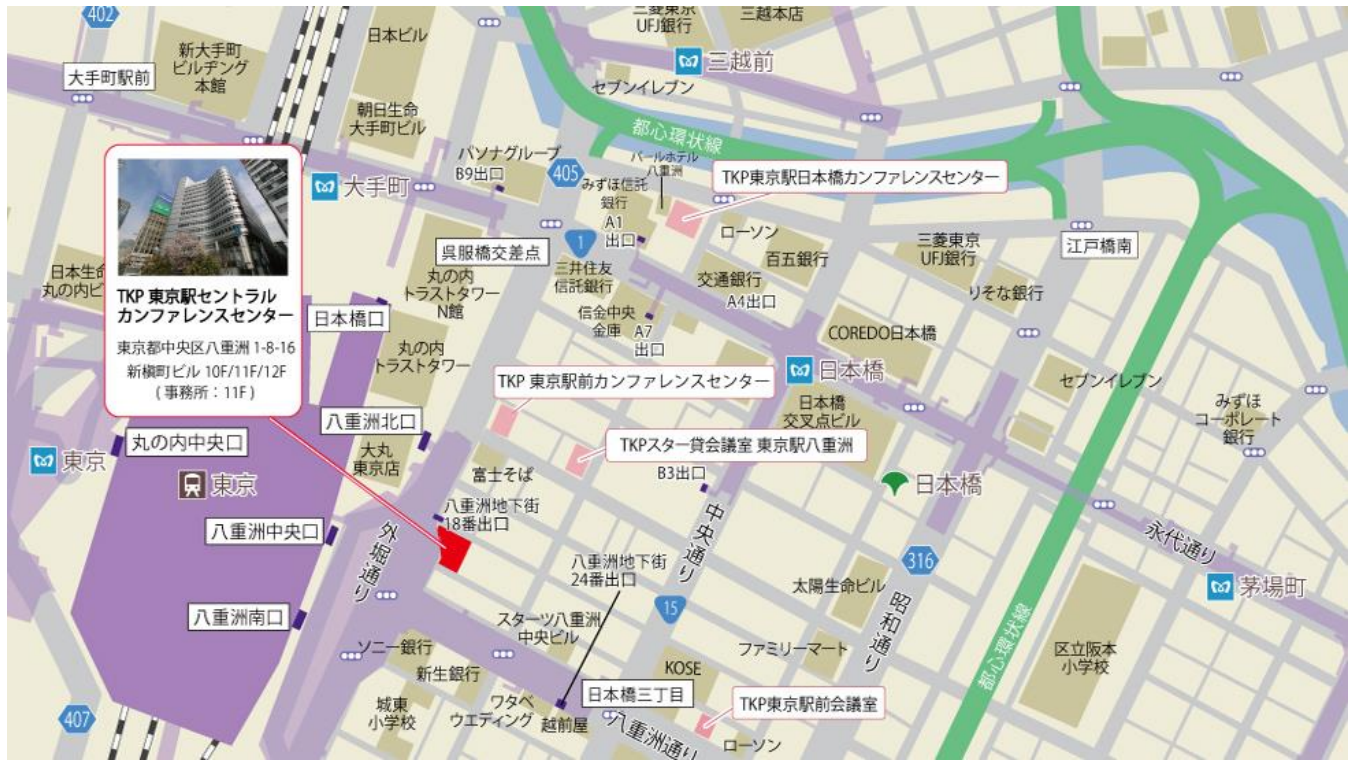 402
日本ビル
三菱東京
UFJ銀行
三越本店
新大手町
ビルヂング
本館
三越前
大手町駅前
セブンイレブン
朝日生命
大手町ビル
都心環状線
パソナグループ
B9出口
405
パールホテル
八重洲
TKP東京駅日本橋カンファレンスセンター
大手町
みずほ信託
銀行
A1
出口
ローソン
呉服橋交差点
1
三井住友
信託銀行
百五銀行
三菱東京
UFJ銀行
江戸橋南
日本生命
丸の内ビ
丸の内
トラストタワー
N館
交通銀行
A4出口
りそな銀行
TKP 東京駅セントラル
カンファレンスセンター
東京都中央区八重洲 1-8-16
新槇町ビル 10F/11F/12F
( 事務所：11F )
日本橋口
信金中央
金庫
A7
出口
COREDO日本橋
丸の内
トラストタワー
TKP 東京駅前カンファレンスセンター
日本橋
セブンイレブン
日本橋
交叉点ビル
みずほ
コーポレート
銀行
八重洲北口
丸の内中央口
TKPスター貸会議室 東京駅八重洲
東京
大丸
東京店
富士そば
B3出口
東京
日本橋
八重洲地下街
18番出口
中央通り
八重洲中央口
外堀通り
永代通り
316
八重洲地下街
24番出口
太陽生命ビル
昭和通り
茅場町
15
八重洲南口
スターツ八重洲
中央ビル
都心環状線
ソニー銀行
ファミリーマート
区立阪本
小学校
新生銀行
KOSE
城東
小学校
ワタベ
ウエディング
越前屋
日本橋三丁目
TKP東京駅前会議室
407
八重洲通り
ローソン